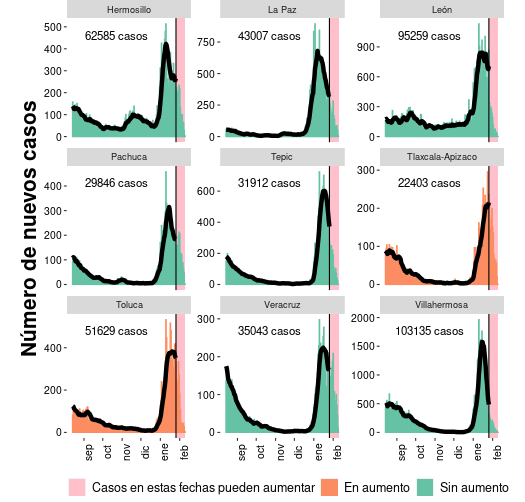 Número de nuevos casos
Hermosillo
62585 casos
500
400
300
200
100
0
La Paz
43007 casos
750
500
250
0
León
95259 casos
900
600
300
0
Pachuca
29846 casos
400
300
200
100
0
Tepic
31912 casos
600
400
200
0
Tlaxcala-Apizaco
22403 casos
300
200
100
0
Toluca
51629 casos
400
200
0
sep oct nov dic ene feb
Veracruz
35043 casos
300
200
100
0
sep oct nov dic ene feb
Villahermosa
103135 casos
2000
1500
1000
500
0
sep oct nov dic ene feb
Casos en estas fechas pueden aumentar En aumento Sin aumento